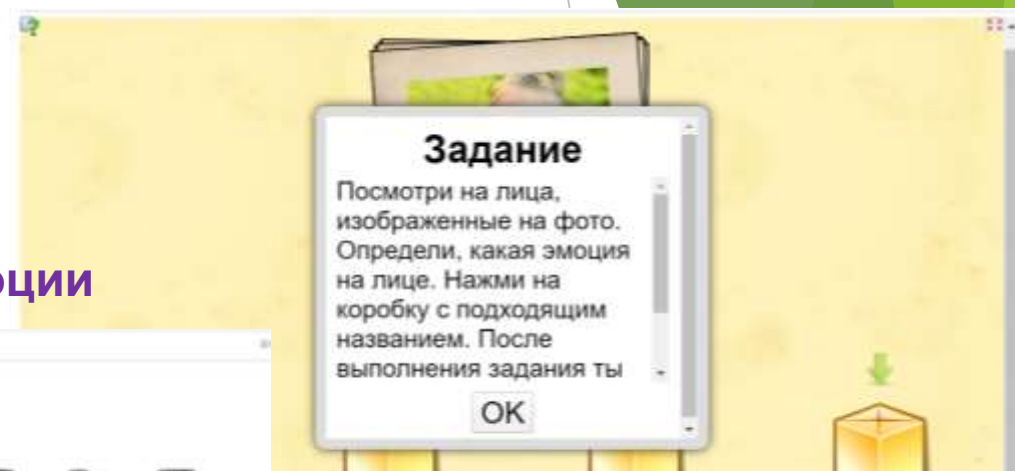 Задание
Посмотри на лица,
изображенные на фото.
Определи, какая эмоция
на лице. Нажми на
коробку с подходящим
названием. После
выполнения задания ты
OK